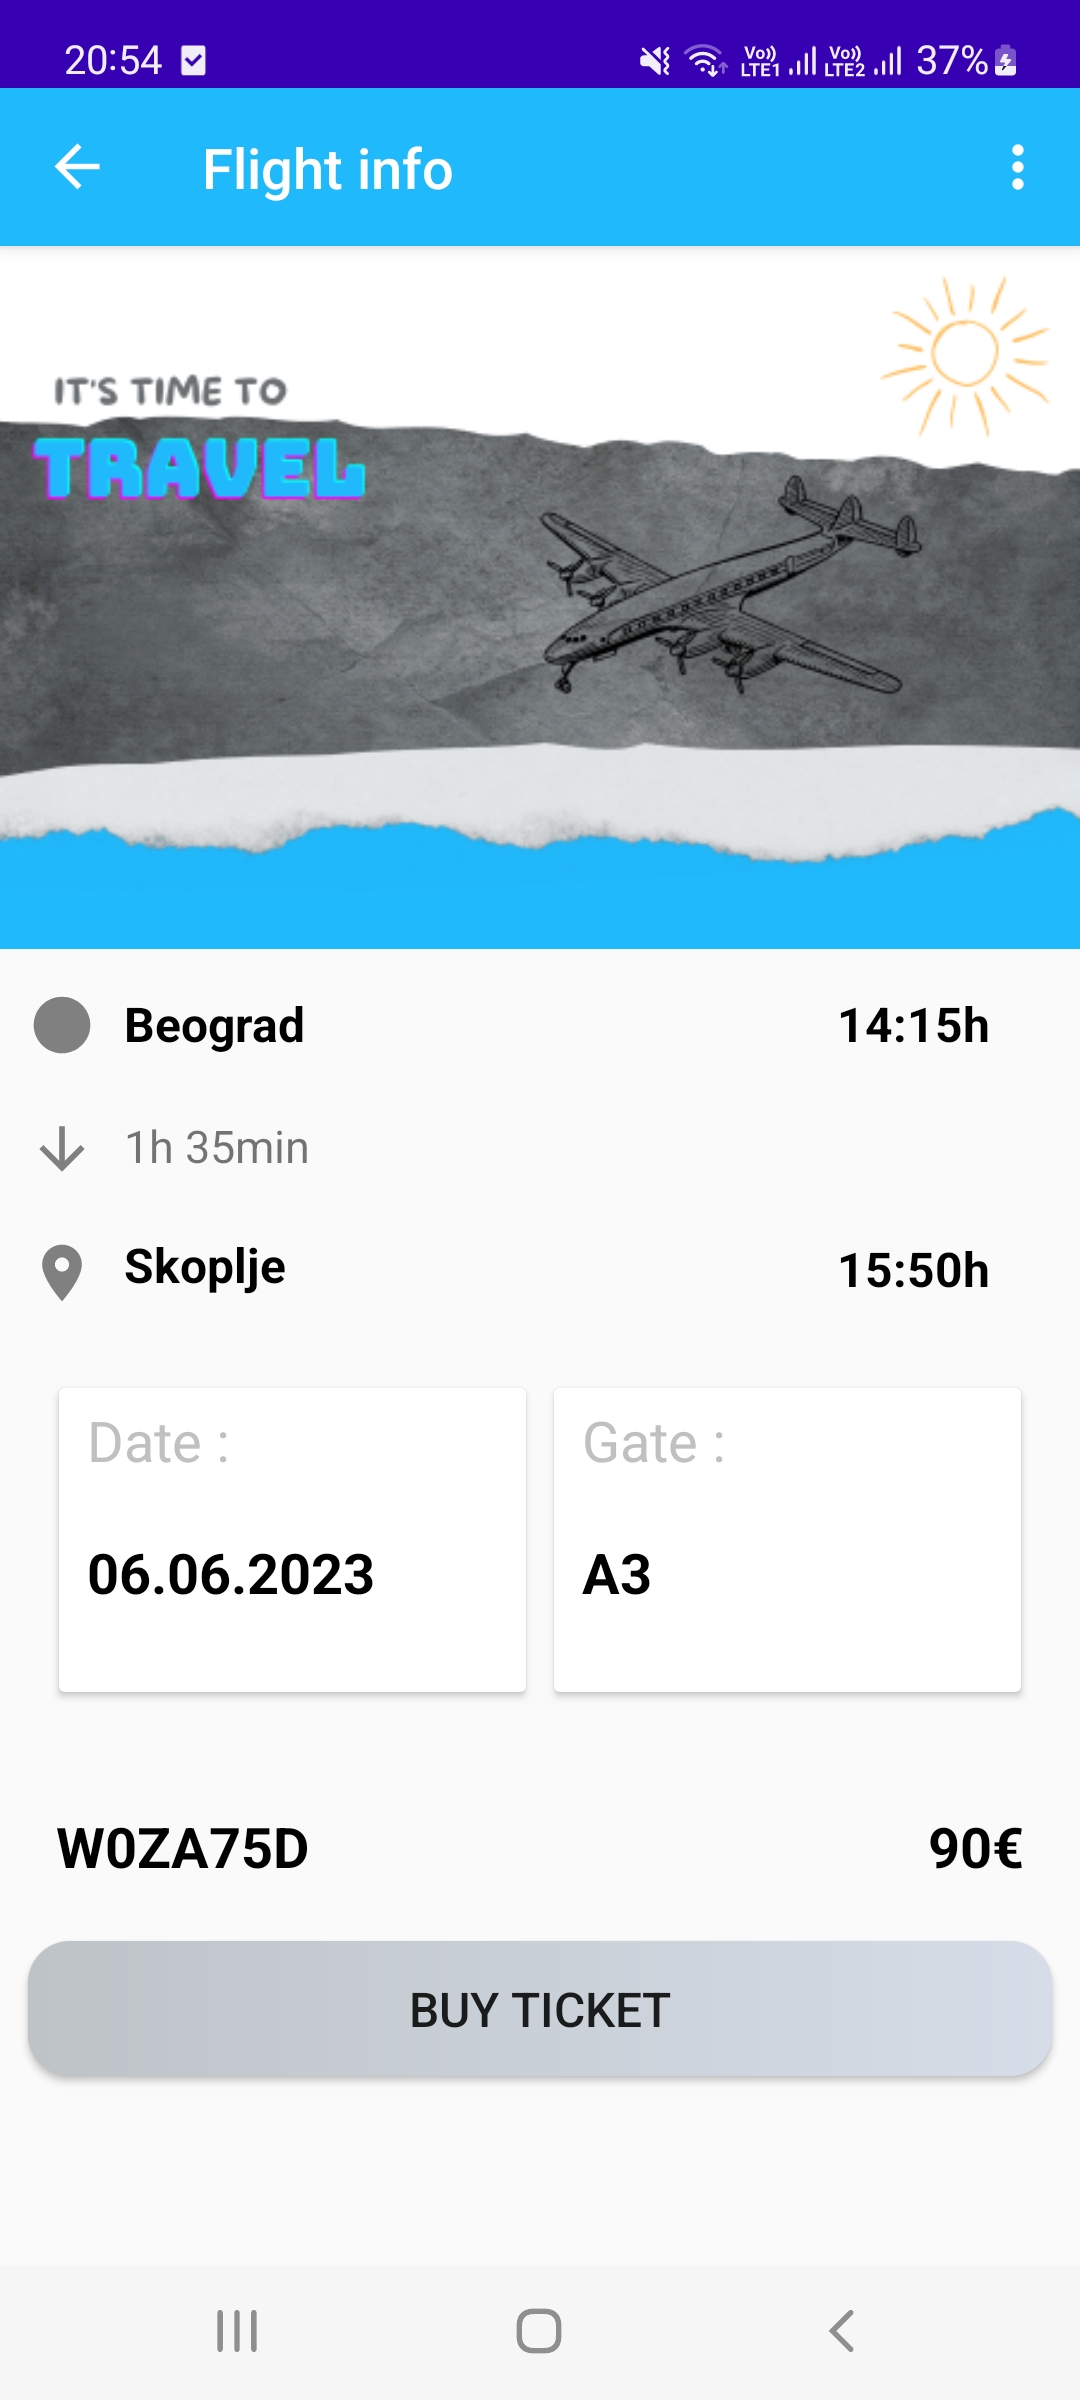 20:54 Vo)) LTE1 Vo)) LTE2 37%
Flight info
IT'S TIME TO
TRAVEL
Beograd 14:15h
1h 35min
Skoplje 15:50h
Date : Gate :
06.06.2023 A3
W0ZA75D 90€
BUY TICKET